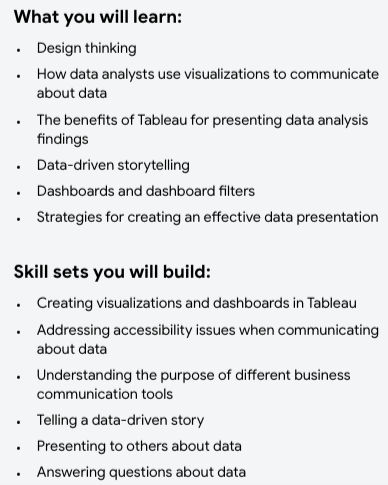 What you will learn:
• Design thinking
• How data analysts use visualizations to communicate
about data
• The benefits of Tableau for presenting data analysis
findings
• Data-driven storytelling
• Dashboards and dashboard filters
• Strategies for creating an effective data presentation
Skill sets you will build:
• Creating visualizations and dashboards in Tableau
• Addressing accessibility issues when communicating
about data
• Understanding the purpose of different business
communication tools
• Telling a data-driven story
• Presenting to others about data
• Answering questions about data